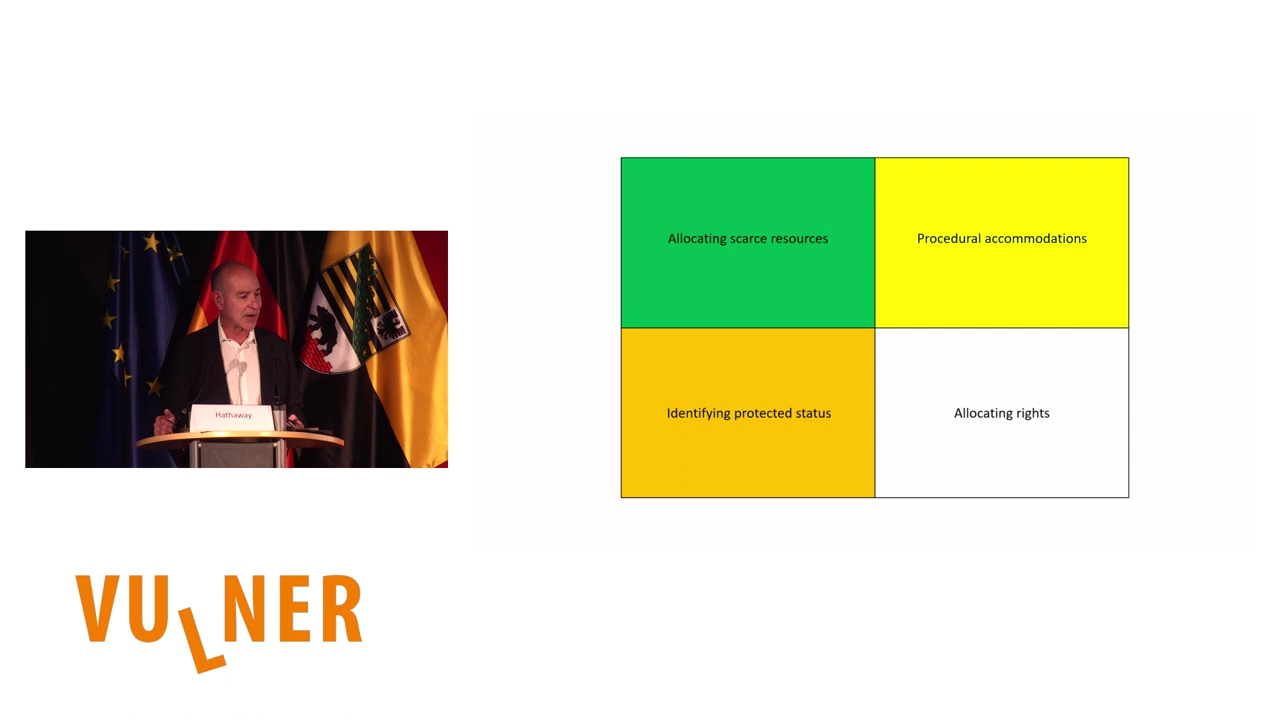 Allocating scarce resources
Procedural accommodations
Hathaway
Identifying protected status
Allocating rights
VULNER